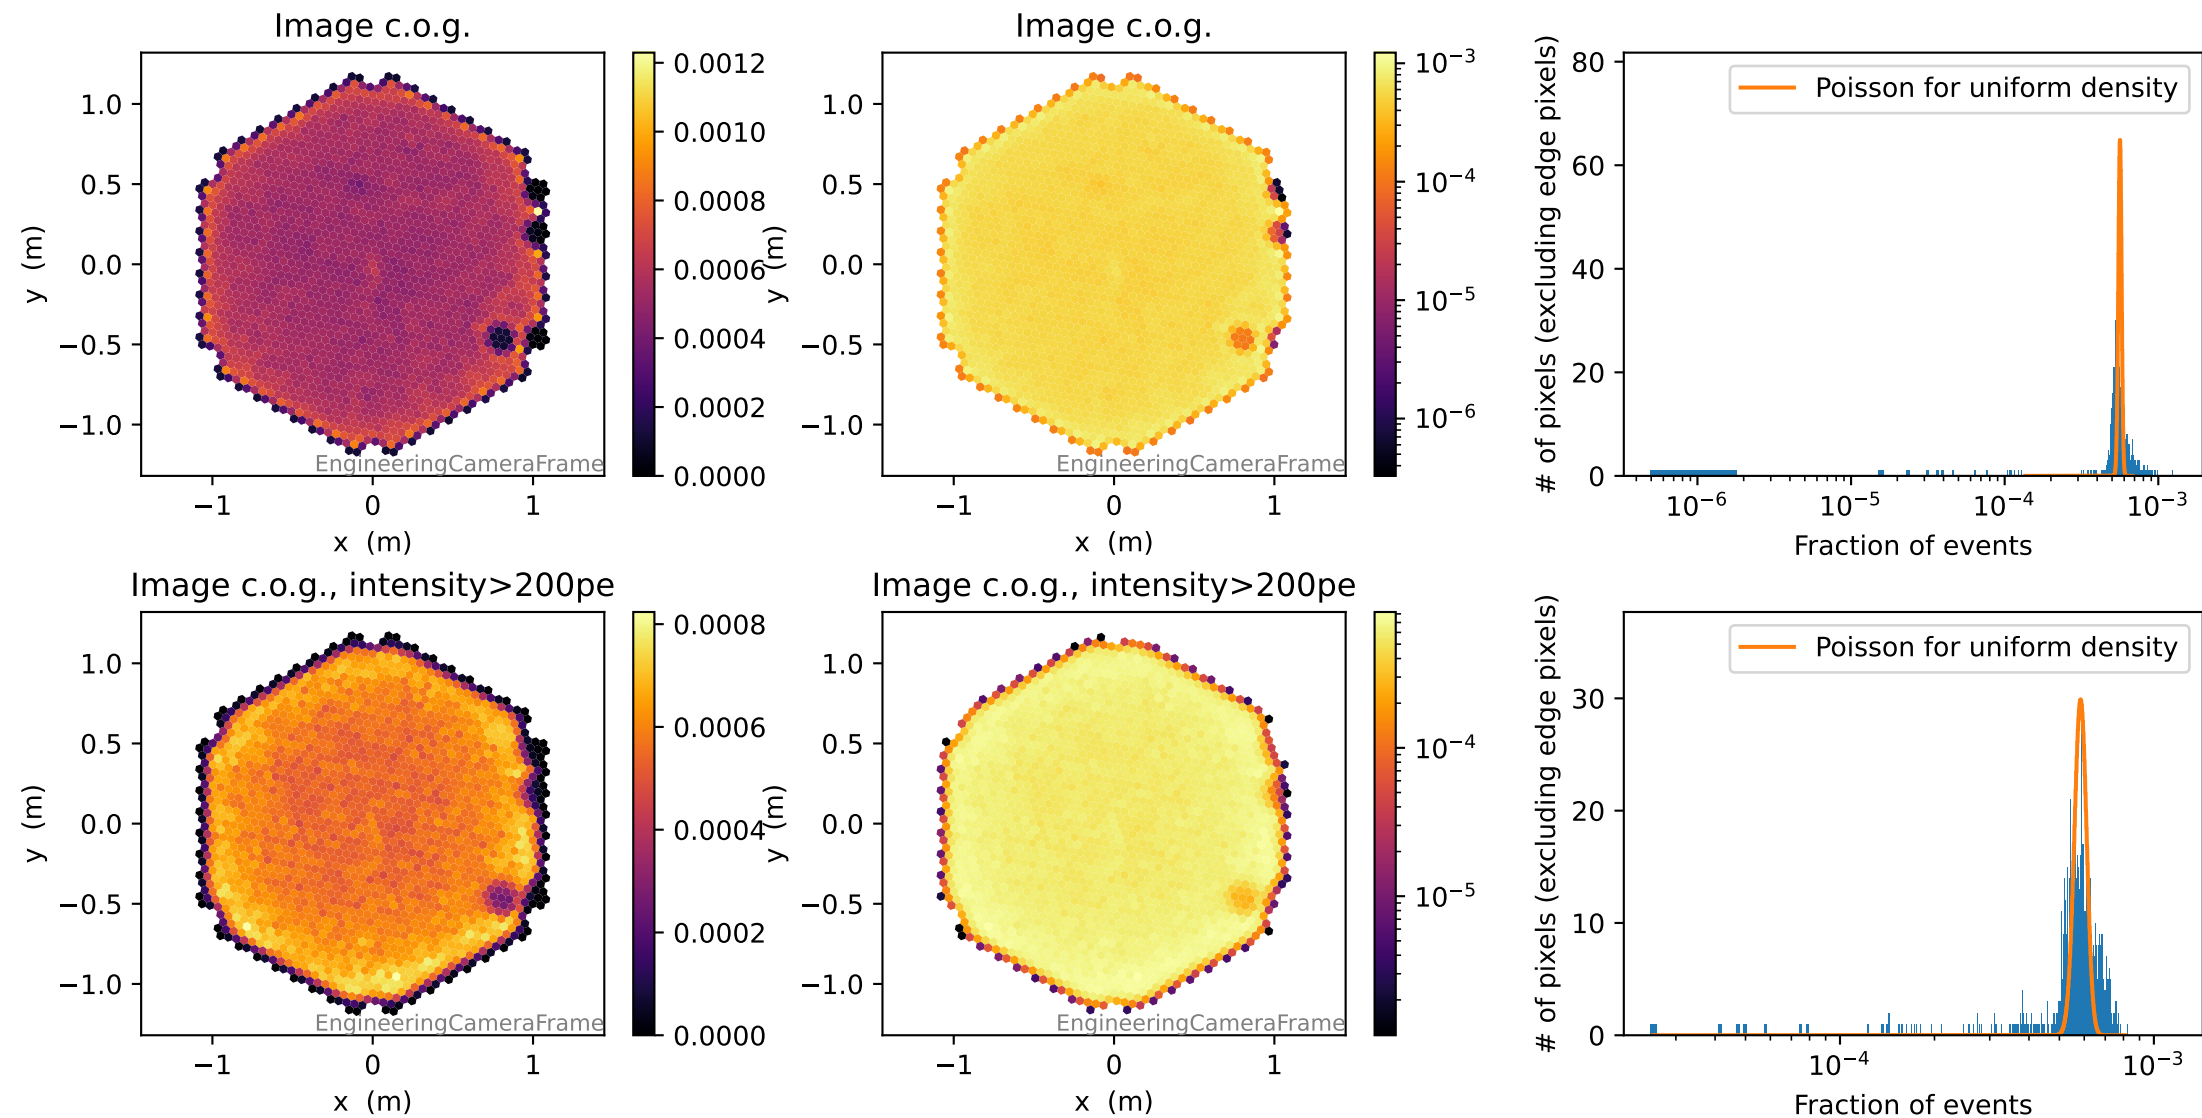 Image c.o.g.
1.0
0.5
0.0
−0.5
−1.0
y (m)
−1 0 1
x (m)
EngineeringCameraFrame
0.0012
0.0010
0.0008
0.0006
0.0004
0.0002
0.0000
Image c.o.g.
1.0
0.5
0.0
−0.5
−1.0
y (m)
−1 0 1
x (m)
EngineeringCameraFrame
10⁻³
10⁻⁴
10⁻⁵
10⁻⁶
80
60
40
20
0
# of pixels (excluding edge pixels)
Poisson for uniform density
10⁻⁶ 10⁻⁵ 10⁻⁴ 10⁻³
Fraction of events
Image c.o.g., intensity>200pe
1.0
0.5
0.0
−0.5
−1.0
y (m)
−1 0 1
x (m)
EngineeringCameraFrame
0.0008
0.0006
0.0004
0.0002
0.0000
Image c.o.g., intensity>200pe
1.0
0.5
0.0
−0.5
−1.0
y (m)
−1 0 1
x (m)
EngineeringCameraFrame
10⁻⁴
10⁻⁵
30
20
10
0
# of pixels (excluding edge pixels)
Poisson for uniform density
10⁻⁴ 10⁻³
Fraction of events